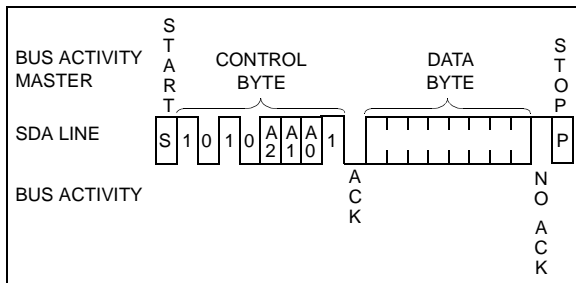 BUS ACTIVITY
MASTER
START
CONTROL
BYTE
DATA
BYTE
STOP
SDA LINE
S 1 0 1 0 A2 A1 A0 1 P
BUS ACTIVITY
ACK
NO ACK